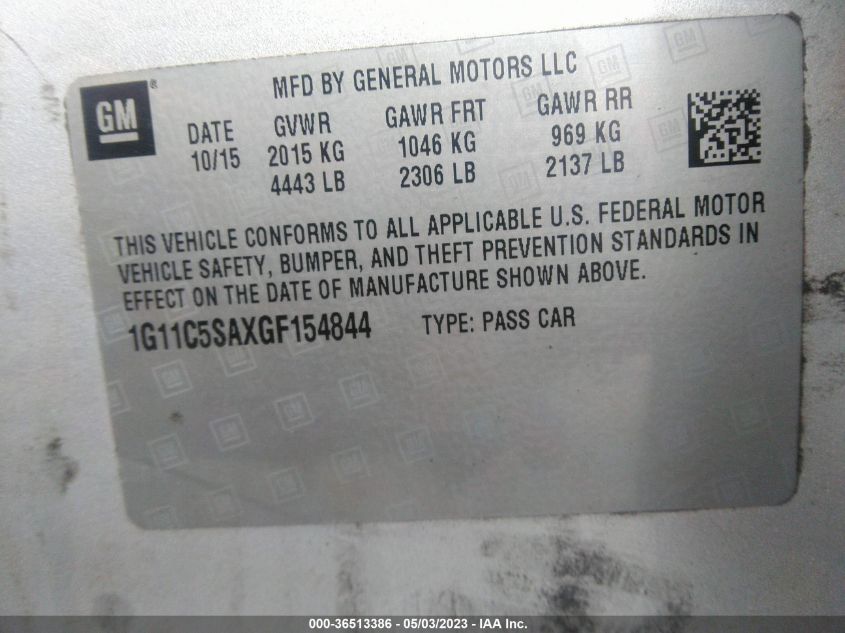 MFD BY GENERAL MOTORS LLC
GM ®
DATE GVWR GAWR FRT GAWR RR
10/15 2015 KG 1046 KG 969 KG
4443 LB 2306 LB 2137 LB
THIS VEHICLE CONFORMS TO ALL APPLICABLE U.S. FEDERAL MOTOR
VEHICLE SAFETY, BUMPER, AND THEFT PREVENTION STANDARDS IN
EFFECT ON THE DATE OF MANUFACTURE SHOWN ABOVE.
1G11C5SAXGF154844 TYPE: PASS CAR
000-36513386 - 05/03/2023 - IAA Inc.